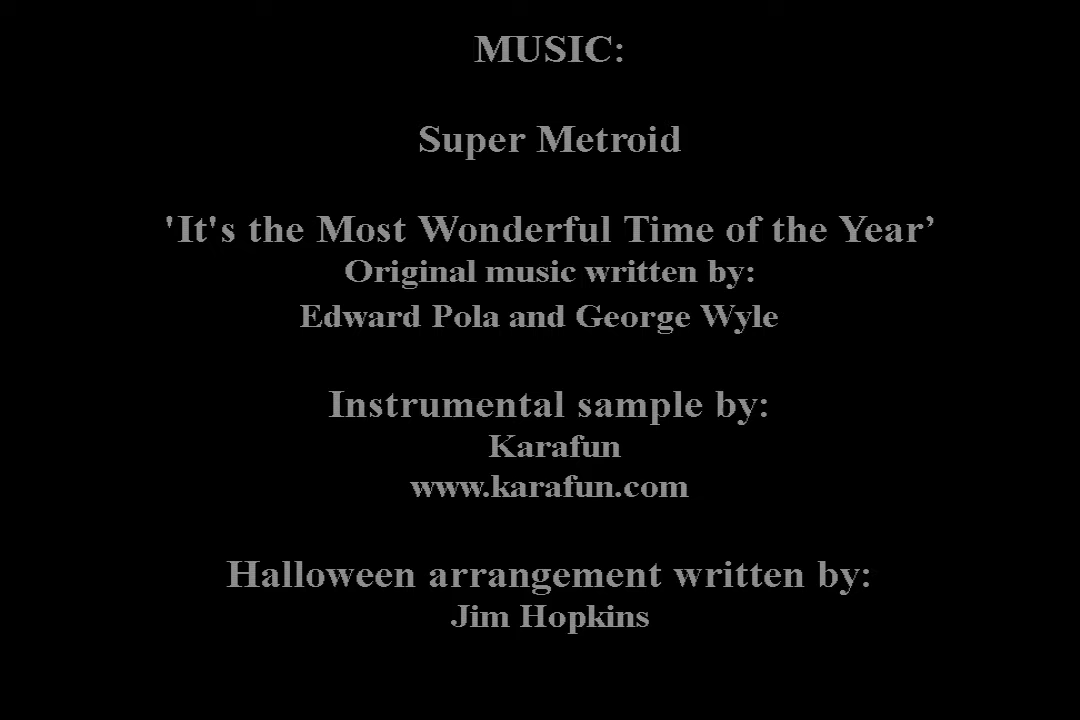 MUSIC:
Super Metroid
'It's the Most Wonderful Time of the Year’
Original music written by:
Edward Pola and George Wyle
Instrumental sample by:
Karafun
www.karafun.com
Halloween arrangement written by:
Jim Hopkins